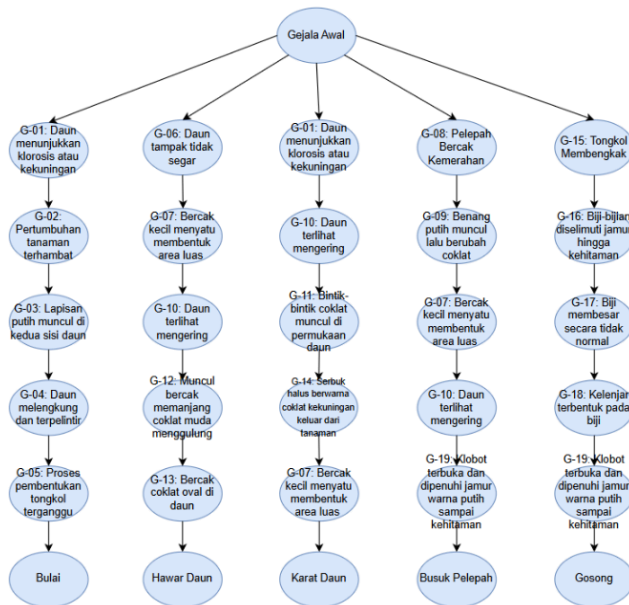 Gejala Awal
G-01: Daun
menunjukkan
klorosis atau
kekuningan
G-06: Daun
tampak tidak
segar
G-01: Daun
menunjukkan
klorosis atau
kekuningan
G-08: Pelepah
Bercak
Kemerahan
G-15: Tongkol
Membengkak
G-02:
Pertumbuhan
tanaman
terhambat
G-07: Bercak
kecil menyatu
membentuk
area luas
G-10: Daun
terlihat
mengering
G-09: Benang
putih muncul
lalu berubah
coklat
G-16: Biji-bijian
diselimuti jamur
hingga
kehitaman
G-03: Lapisan
putih muncul di
kedua sisi daun
G-10: Daun
terlihat
mengering
G-11: Bintik-
bintik coklat
muncul di
permukaan
daun
G-07: Bercak
kecil menyatu
membentuk
area luas
G-17: Biji
membesar
secara tidak
normal
G-04: Daun
melengkung
dan terpelintir
G-12: Muncul
bercak
memanjang
coklat muda
menggulung
G-14: Serbuk
halus berwarna
coklat kekuningan
keluar dari
tanaman
G-10: Daun
terlihat
mengering
G-18: Kelenjar
terbentuk pada
biji
G-05: Proses
pembentukan
tongkol
terganggu
G-13: Bercak
coklat oval di
daun
G-07: Bercak
kecil menyatu
membentuk
area luas
G-19: Klobot
terbuka dan
dipenuhi jamur
warna putih
sampai
kehitaman
G-19: Klobot
terbuka dan
dipenuhi jamur
warna putih
sampai
kehitaman
Bulai
Hawar Daun
Karat Daun
Busuk Pelepah
Gosong